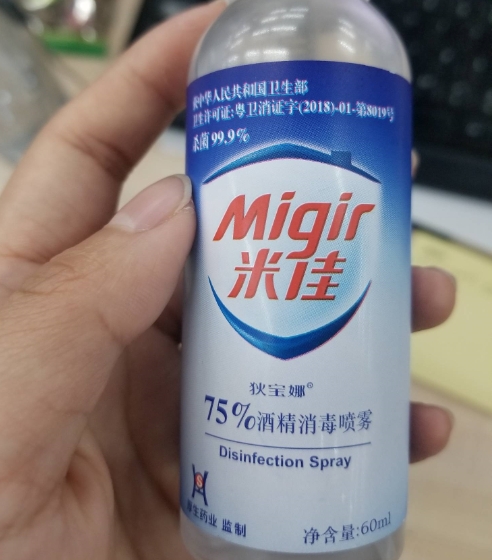 中华人民共和国卫生部
卫生许可证:粤卫消证字(2018)-01-第8019号
杀菌99.9%
Migir
米佳
狄宝娜®
75%酒精消毒喷雾
Disinfection Spray
S
生药业 监制
净含量:60ml